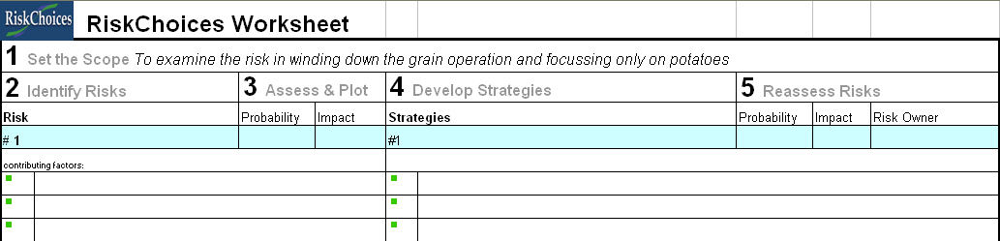 RiskChoices RiskChoices Worksheet
1 Set the Scope To examine the risk in winding down the grain operation and focussing only on potatoes
2 Identify Risks 3 Assess & Plot 4 Develop Strategies 5 Reassess Risks
Risk Probability Impact Strategies Probability Impact Risk Owner
# 1 #1
contributing factors: